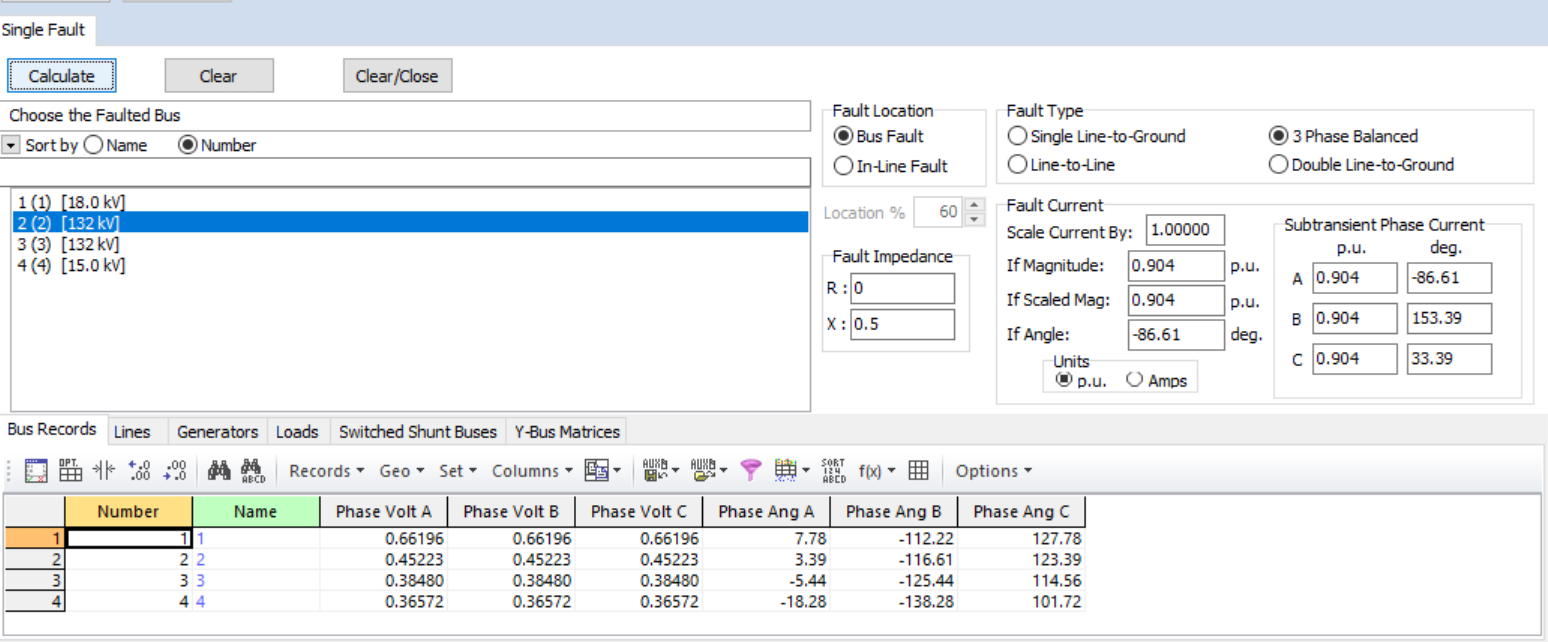 Single Fault
Calculate Clear Clear/Close
Choose the Faulted Bus
Sort by Name Number
1 (1) [18.0 kV]
2 (2) [132 kV]
3 (3) [132 kV]
4 (4) [15.0 kV]
Fault Location
Bus Fault
In-Line Fault
Location % 60
Fault Impedance
R : 0
X : 0.5
Fault Type
Single Line-to-Ground 3 Phase Balanced
Line-to-Line Double Line-to-Ground
Fault Current
Scale Current By: 1.00000
If Magnitude: 0.904 p.u.
If Scaled Mag: 0.904 p.u.
If Angle: -86.61 deg.
Units
p.u. Amps
Subtransient Phase Current
p.u. deg.
A 0.904 -86.61
B 0.904 153.39
C 0.904 33.39
Bus Records Lines Generators Loads Switched Shunt Buses Y-Bus Matrices
OPT. +.0 .00 .00 +.0 ABCD Records Geo Set Columns AUXB AUXB SORT 124 ABED f(x) Options
Number Name Phase Volt A Phase Volt B Phase Volt C Phase Ang A Phase Ang B Phase Ang C
1 1 1 0.66196 0.66196 0.66196 7.78 -112.22 127.78
2 2 2 0.45223 0.45223 0.45223 3.39 -116.61 123.39
3 3 3 0.38480 0.38480 0.38480 -5.44 -125.44 114.56
4 4 4 0.36572 0.36572 0.36572 -18.28 -138.28 101.72